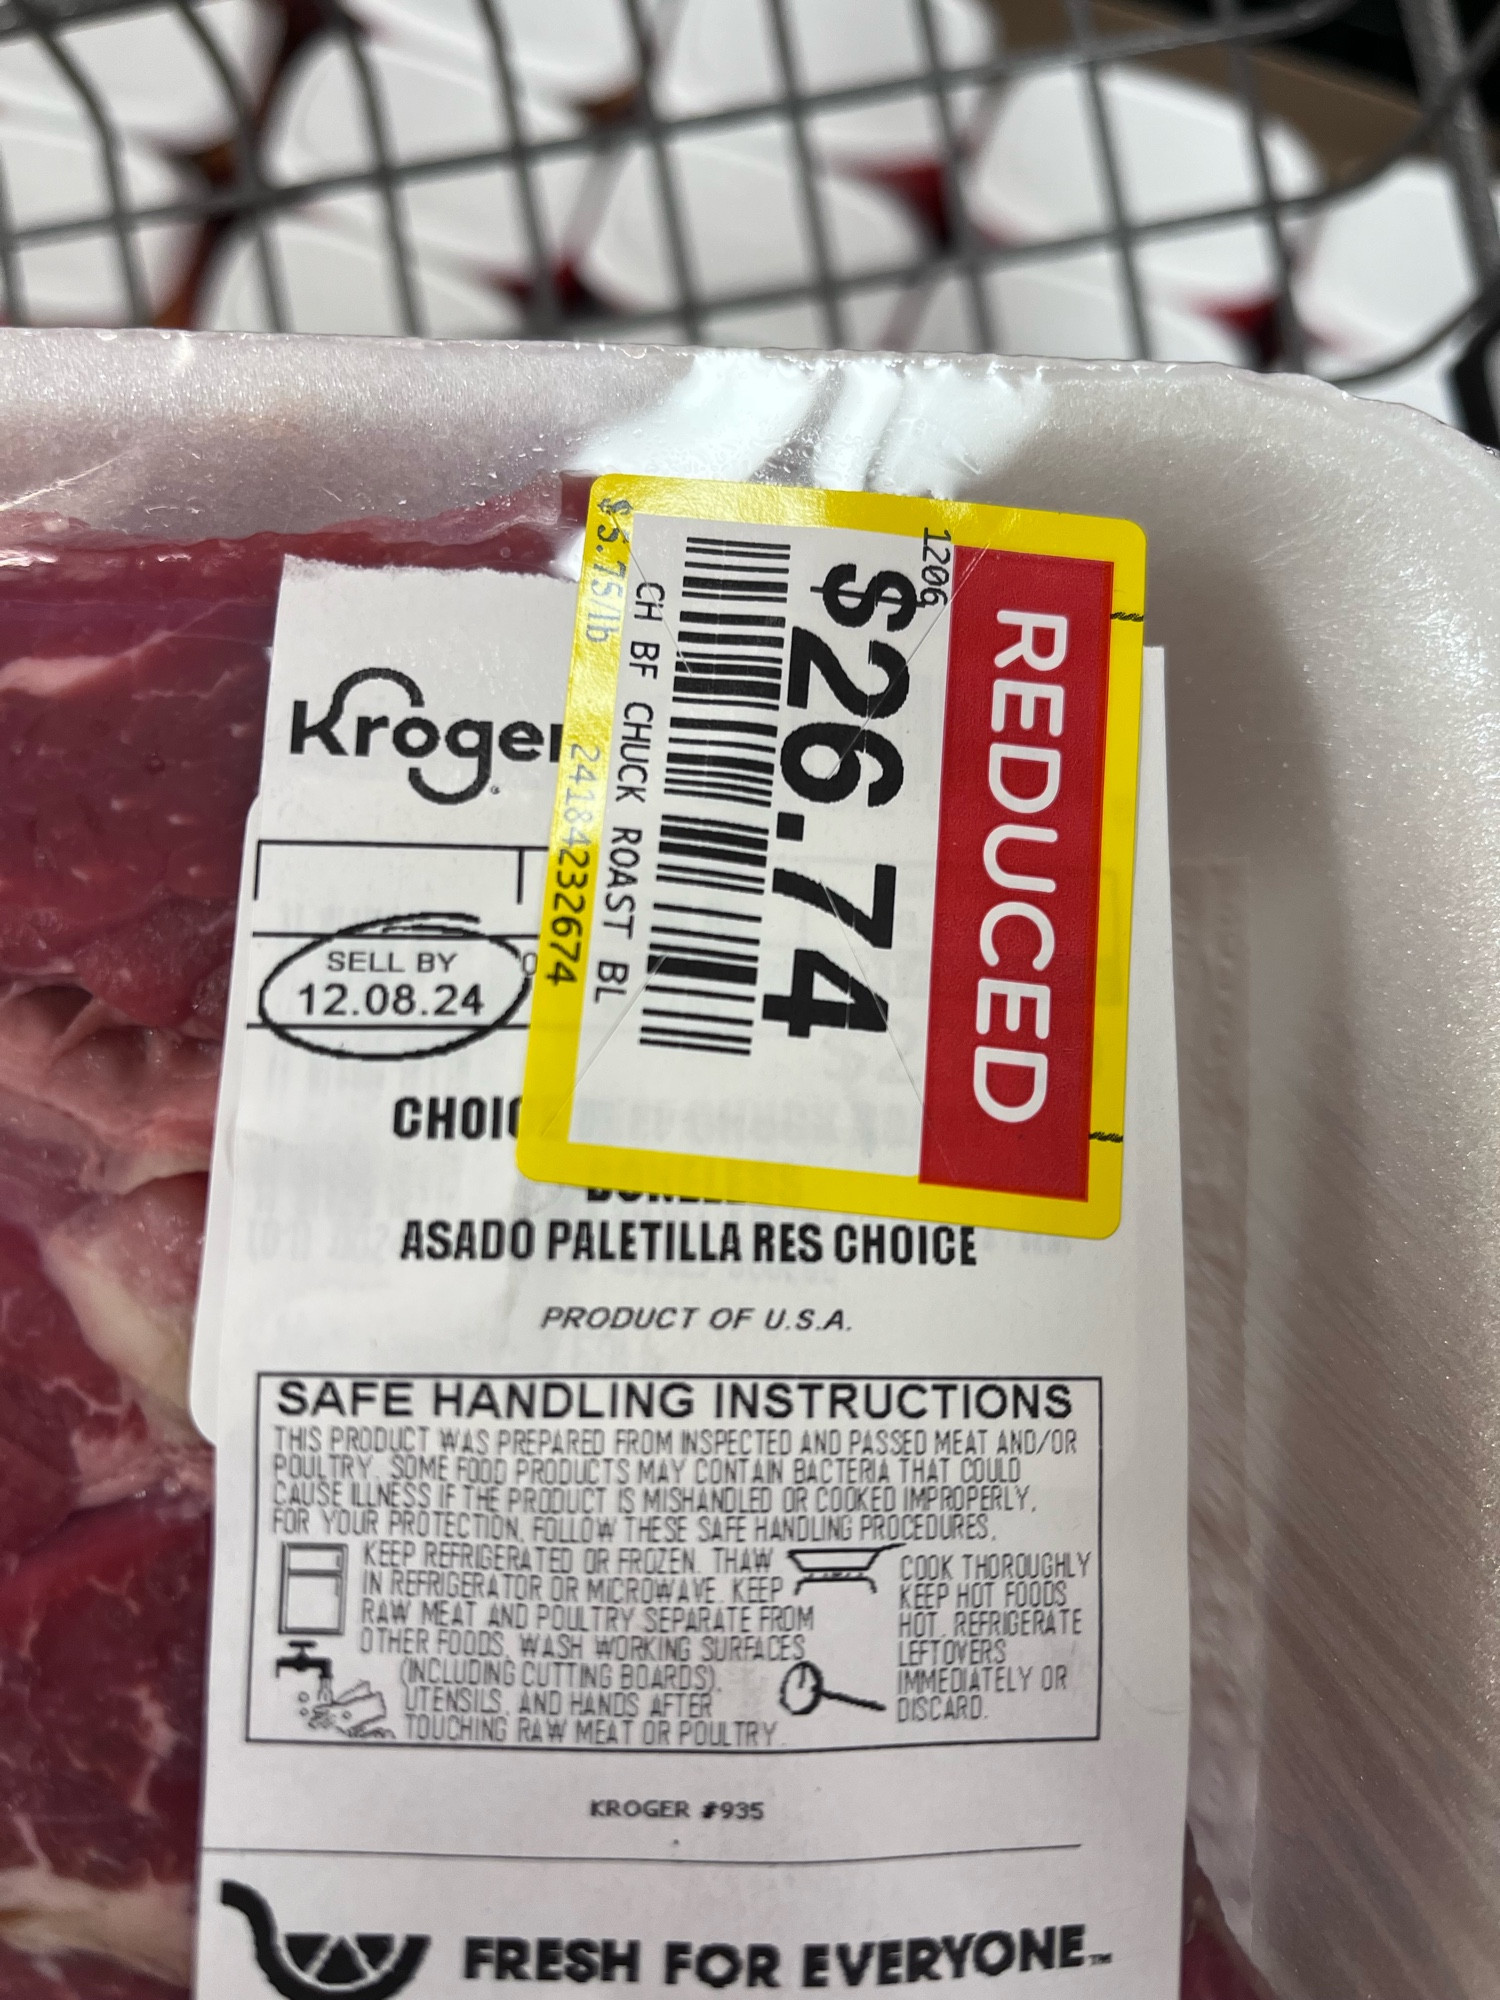 Kroger
SELL BY
12.08.24
REDUCED
1206
$26.74
CH BF CHUCK ROAST BL
$5.75/lb
24184232674
ASADO PALETILLA RES CHOICE
PRODUCT OF U.S.A.
SAFE HANDLING INSTRUCTIONS
THIS PRODUCT WAS PREPARED FROM INSPECTED AND PASSED MEAT AND/OR
POULTRY. SOME FOOD PRODUCTS MAY CONTAIN BACTERIA THAT COULD
CAUSE ILLNESS IF THE PRODUCT IS MISHANDLED OR COOKED IMPROPERLY.
FOR YOUR PROTECTION, FOLLOW THESE SAFE HANDLING PROCEDURES.
KEEP REFRIGERATED OR FROZEN. THAW
IN REFRIGERATOR OR MICROWAVE. KEEP
RAW MEAT AND POULTRY SEPARATE FROM
OTHER FOODS. WASH WORKING SURFACES
(INCLUDING CUTTING BOARDS),
UTENSILS, AND HANDS AFTER
TOUCHING RAW MEAT OR POULTRY.
COOK THOROUGHLY
KEEP HOT FOODS
HOT. REFRIGERATE
LEFTOVERS
IMMEDIATELY OR
DISCARD.
KROGER #935
FRESH FOR EVERYONE™